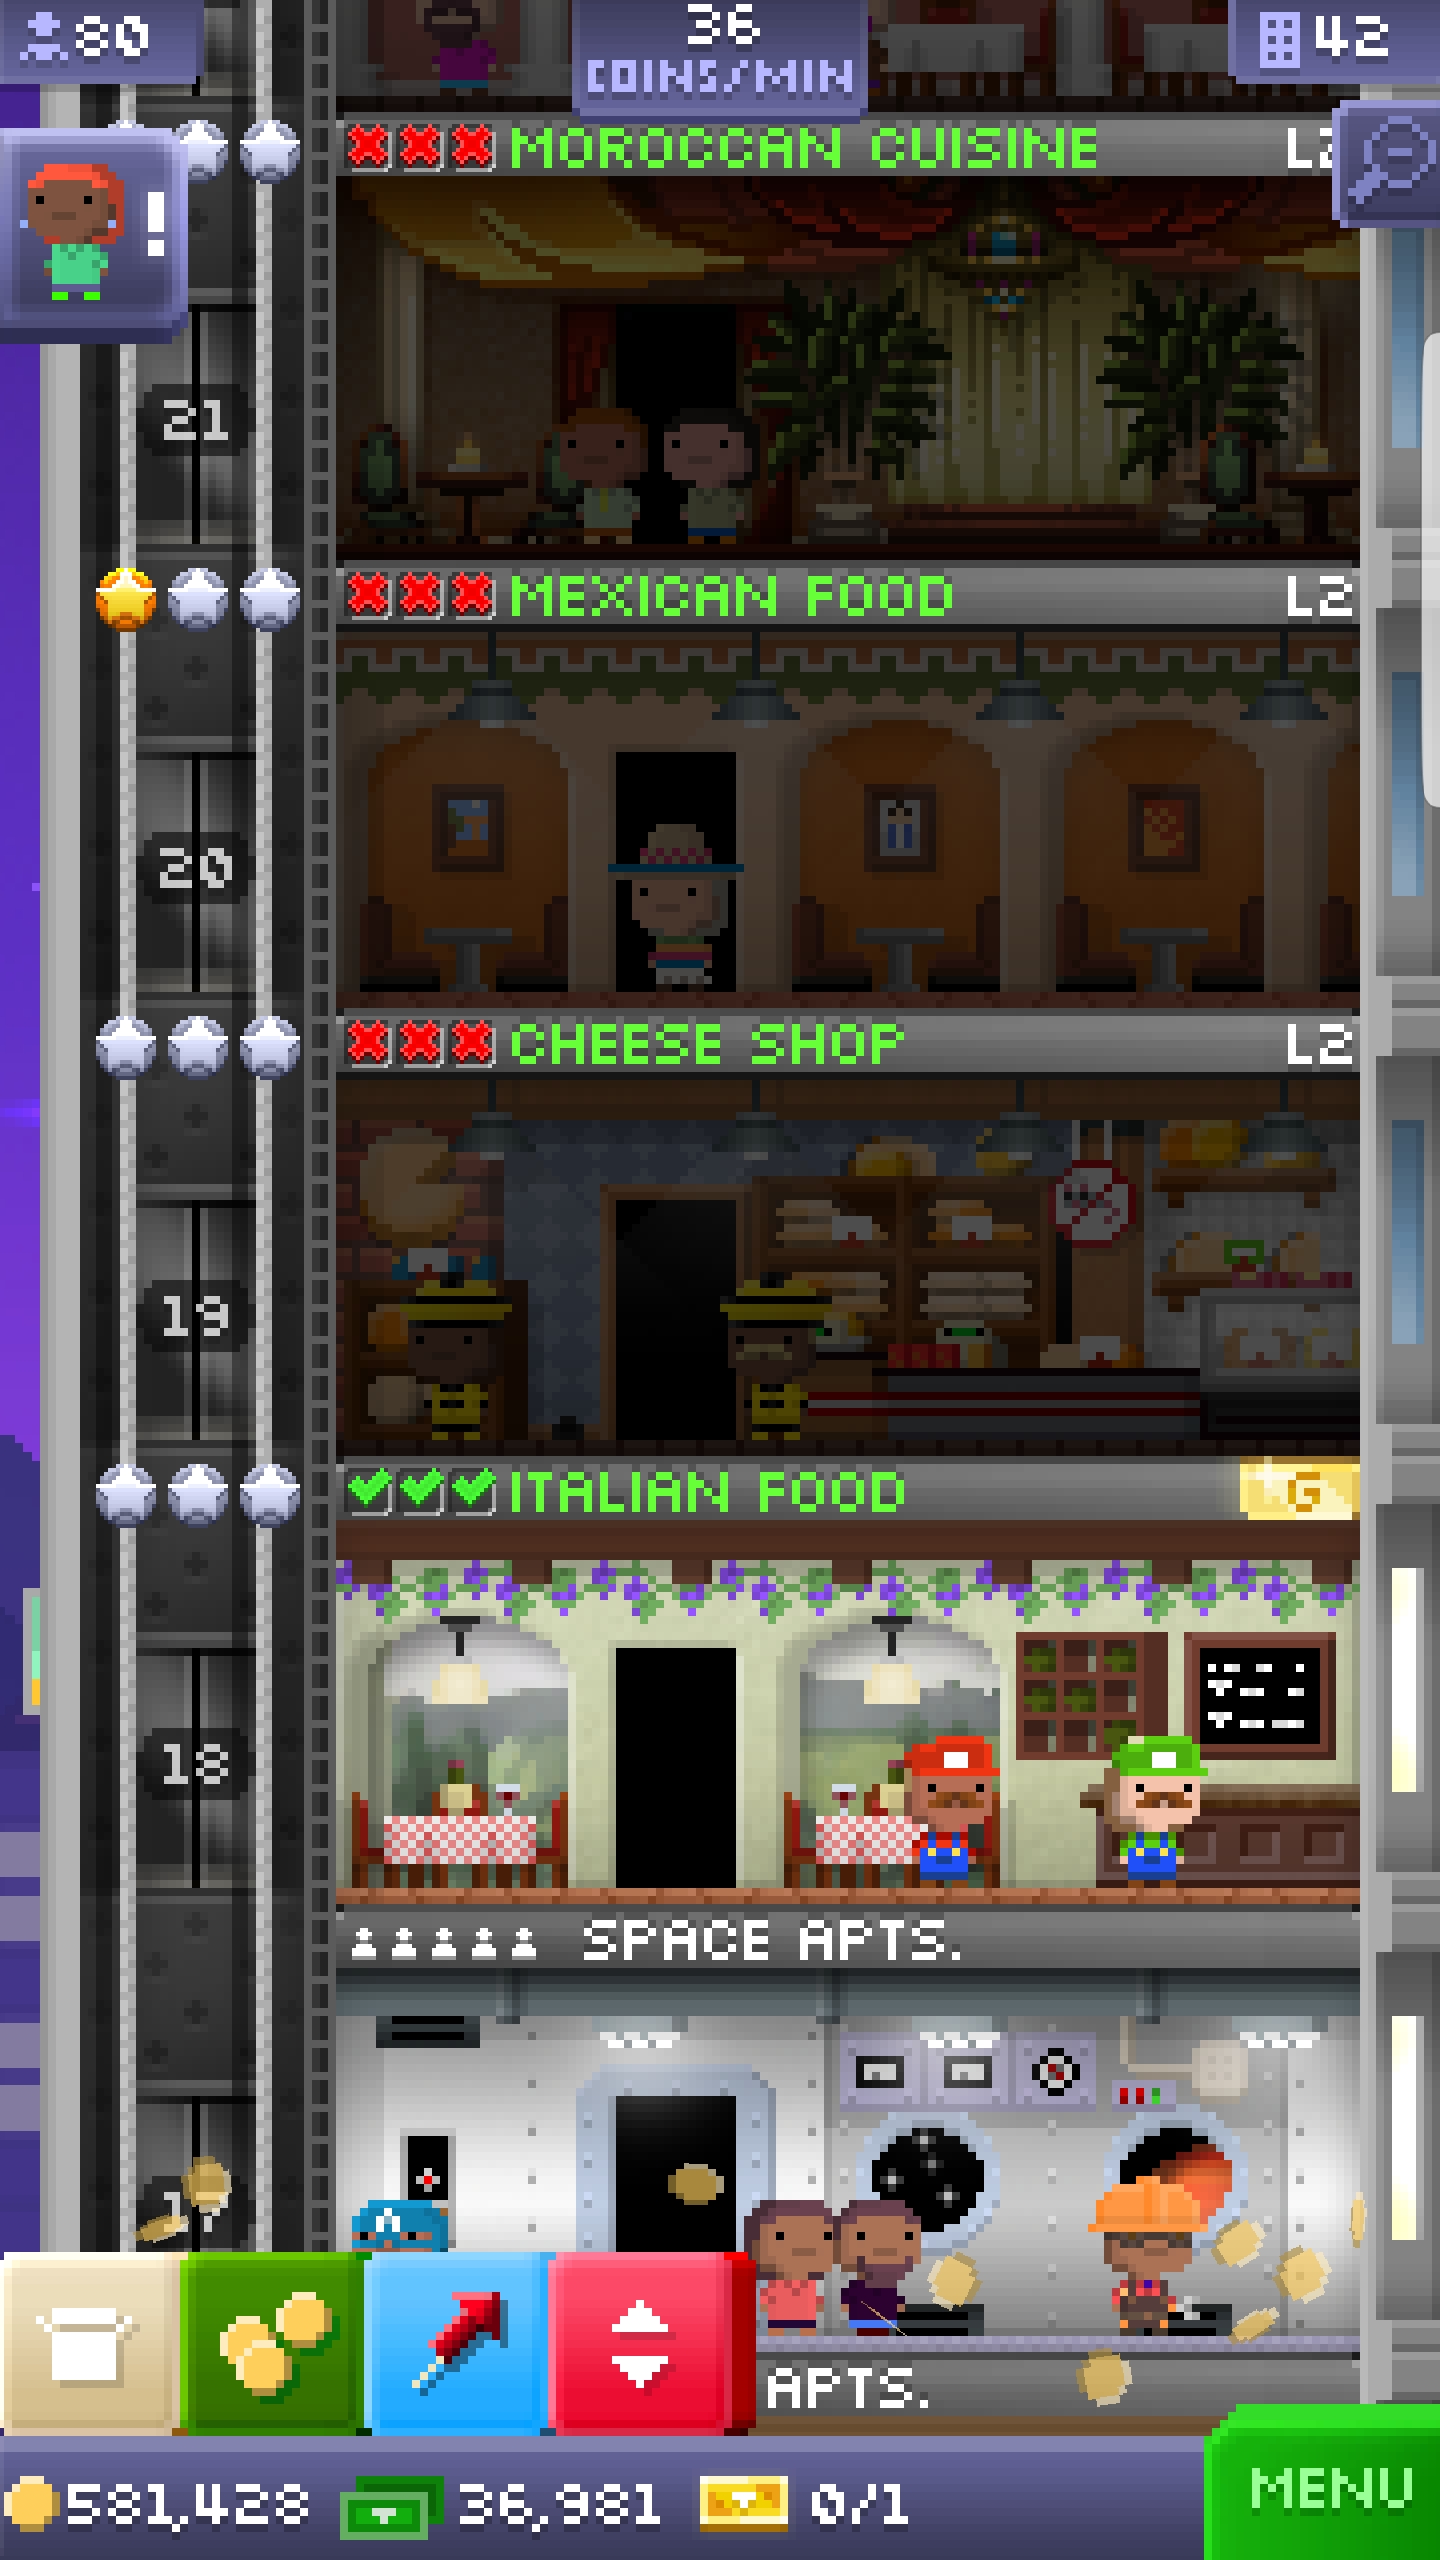 80
36
COINS/MIN
42
MOROCCAN CUISINE
!
21
MEXICAN FOOD L2
20
CHEESE SHOP L2
19
ITALIAN FOOD G
18
SPACE APTS.
APTS.
581,428 36,981 0/1
MENU